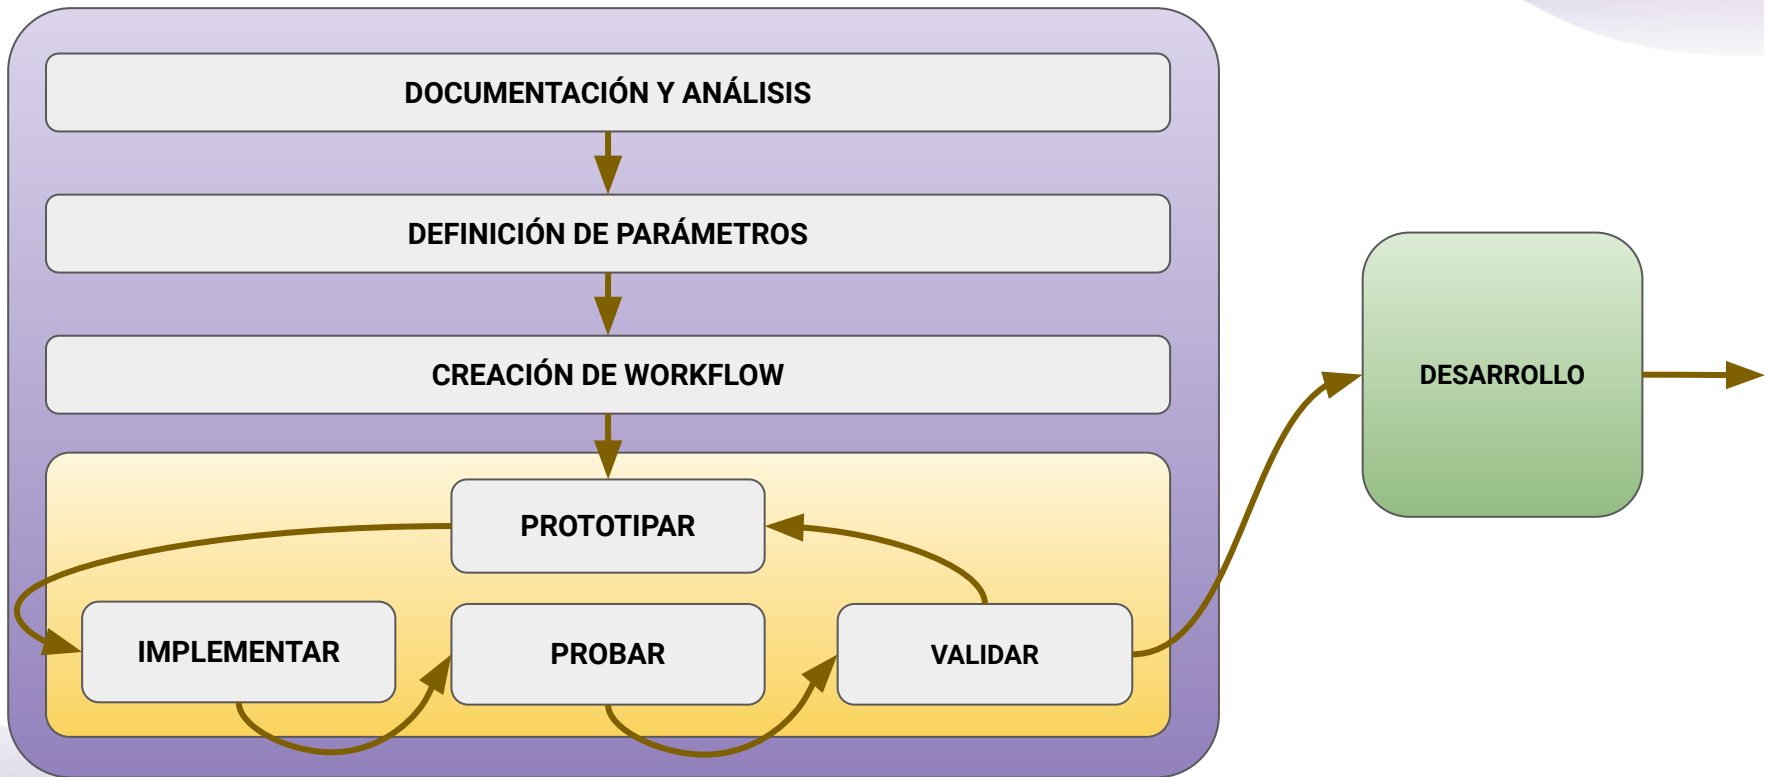 DOCUMENTACIÓN Y ANÁLISIS
DEFINICIÓN DE PARÁMETROS
CREACIÓN DE WORKFLOW
DESARROLLO
PROTOTIPAR
IMPLEMENTAR
PROBAR
VALIDAR